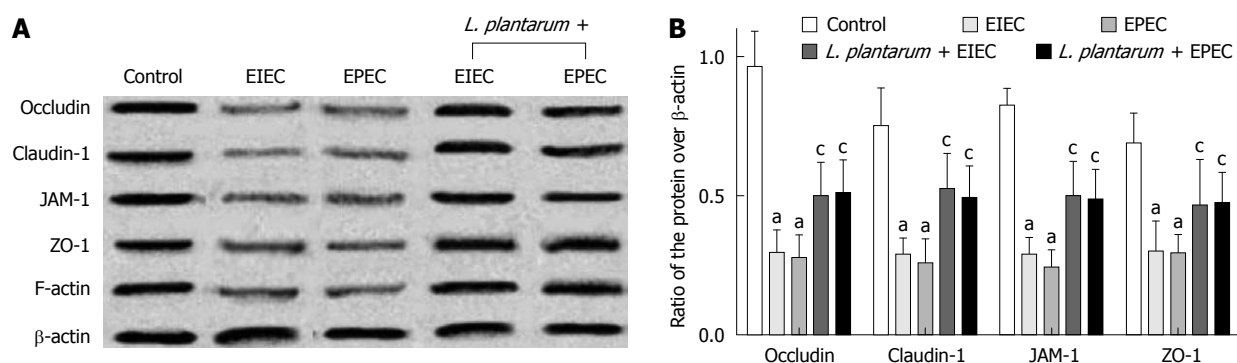 A
L. plantarum +
Control EIEC EPEC EIEC EPEC
Occludin
Claudin-1
JAM-1
ZO-1
F-actin
β-actin
B
Control EIEC EPEC
L. plantarum + EIEC L. plantarum + EPEC
Ratio of the protein over β-actin
1.0
0.5
0.0
a a c c
a a c c
a a c c
a a c c
Occludin Claudin-1 JAM-1 ZO-1